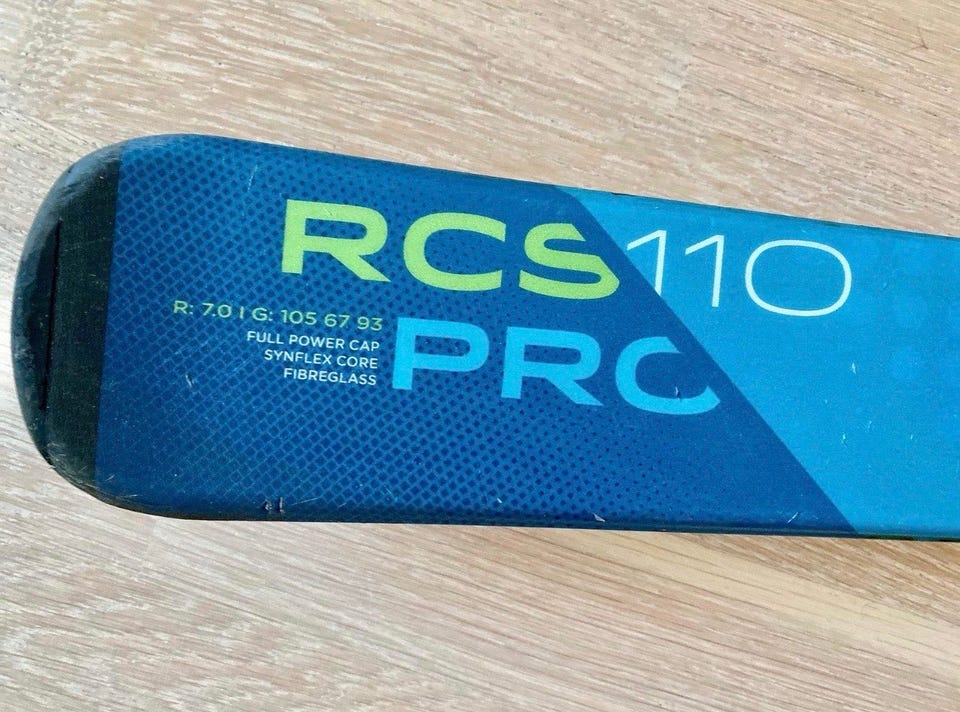 RCS 110
R: 7.0 | G: 105 67 93
FULL POWER CAP
SYNFLEX CORE
FIBREGLASS
PRO